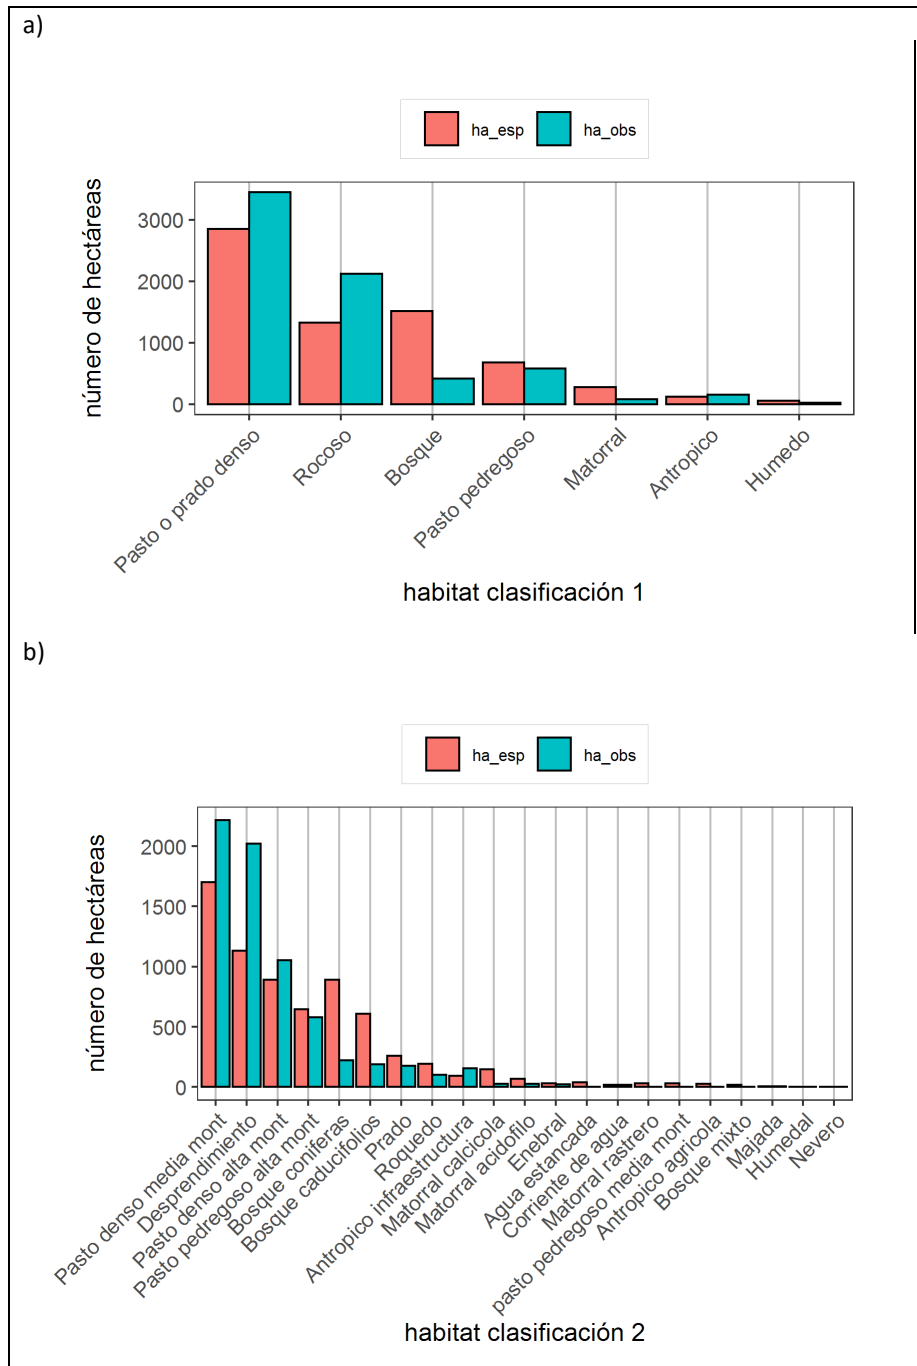 a)
ha_esp ha_obs
número de hectáreas
3000
2000
1000
0
Pasto o prado denso
Rocoso
Bosque
Pasto pedregoso
Matorral
Antropico
Humedo
habitat clasificación 1
b)
ha_esp ha_obs
número de hectáreas
2000
1500
1000
500
0
Pasto denso media mont
Desprendimiento
Pasto denso alta mont
Pasto pedregoso alta mont
Bosque coniferas
Bosque caducifolios
Prado
Roquedo
Antropico infraestructura
Matorral calcicola
Matorral acidofilo
Enebral
Agua estancada
Corriente de agua
Matorral rastrero
pasto pedregoso media mont
Antropico agricola
Bosque mixto
Majada
Humedal
Nevero
habitat clasificación 2